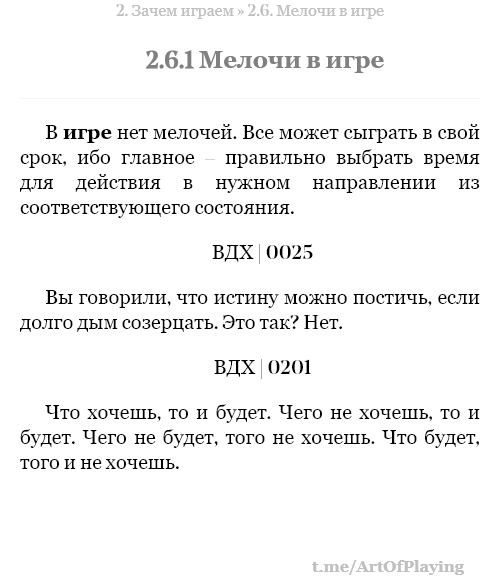 2. Зачем играем » 2.6. Мелочи в игре
2.6.1 Мелочи в игре
В игре нет мелочей. Все может сыграть в свой
срок, ибо главное – правильно выбрать время
для действия в нужном направлении из
соответствующего состояния.
ВДХ | 0025
Вы говорили, что истину можно постичь, если
долго дым созерцать. Это так? Нет.
ВДХ | 0201
Что хочешь, то и будет. Чего не хочешь, то и
будет. Чего не будет, того не хочешь. Что будет,
того и не хочешь.
t.me/ArtOfPlaying